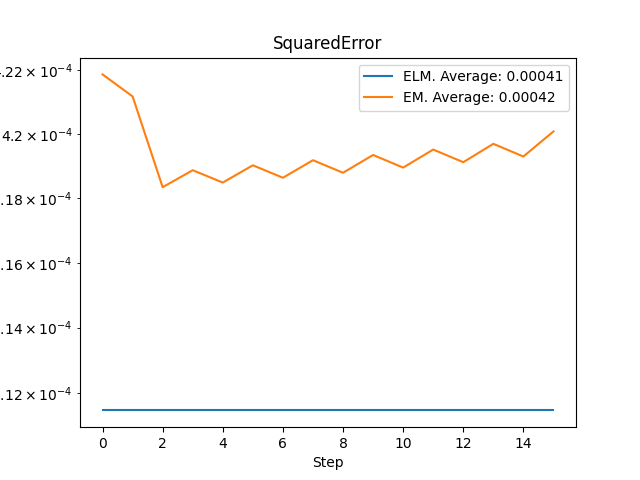 SquaredError
ELM. Average: 0.00041
EM. Average: 0.00042
.22 × 10⁻⁴
4.2 × 10⁻⁴
.18 × 10⁻⁴
.16 × 10⁻⁴
.14 × 10⁻⁴
.12 × 10⁻⁴
0 2 4 6 8 10 12 14
Step